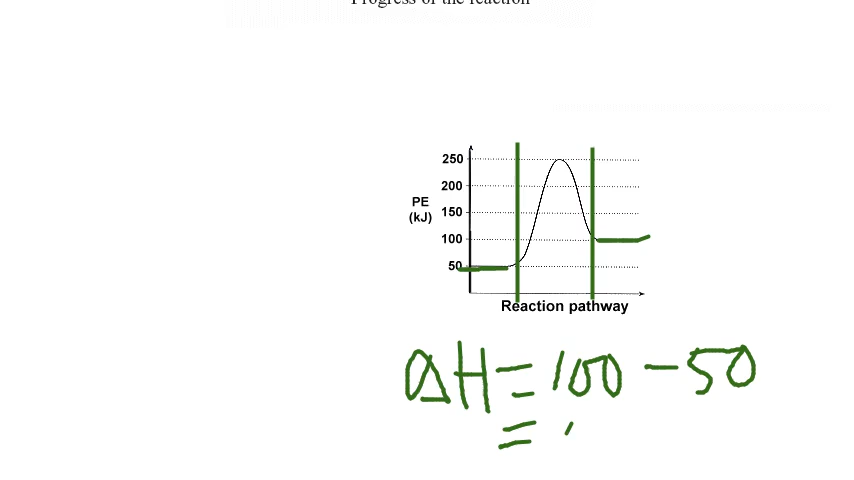 Progress of the reaction
250
200
PE
(kJ)
150
100
50
Reaction pathway
ΔH = 100 - 50
=